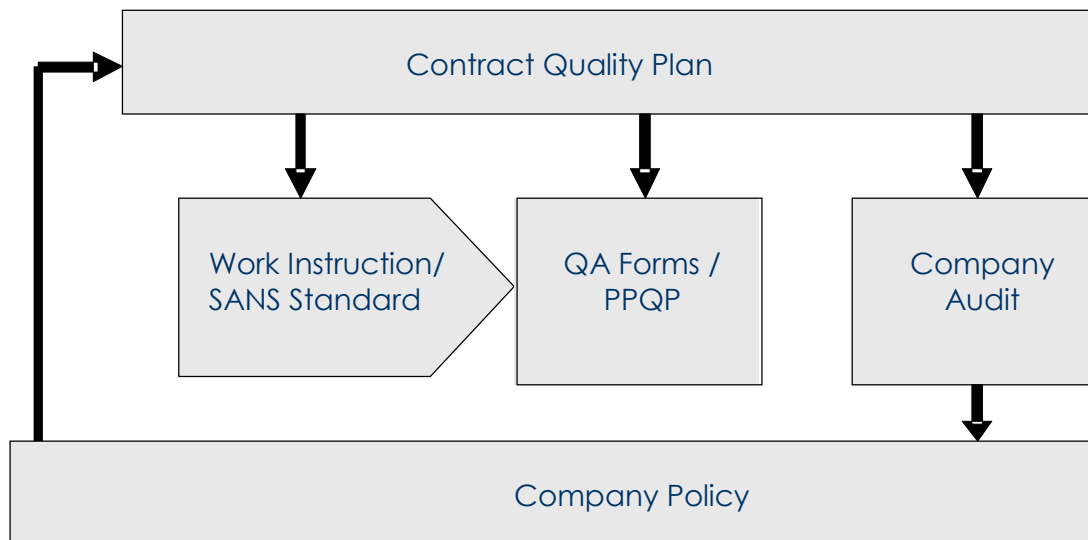 Contract Quality Plan
Work Instruction/
SANS Standard
QA Forms /
PPQP
Company
Audit
Company Policy